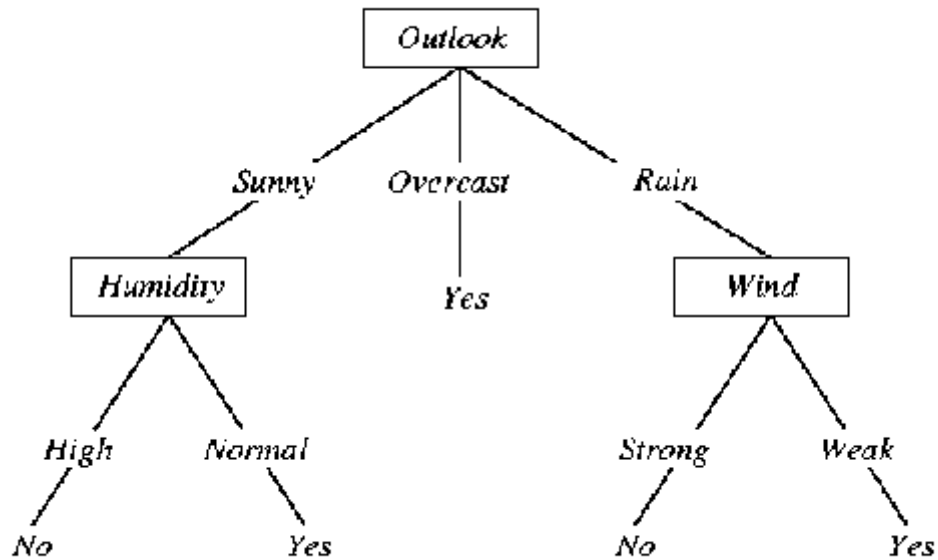 Outlook
Sunny Overcast Rain
Humidity Yes Wind
High Normal Strong Weak
No Yes No Yes